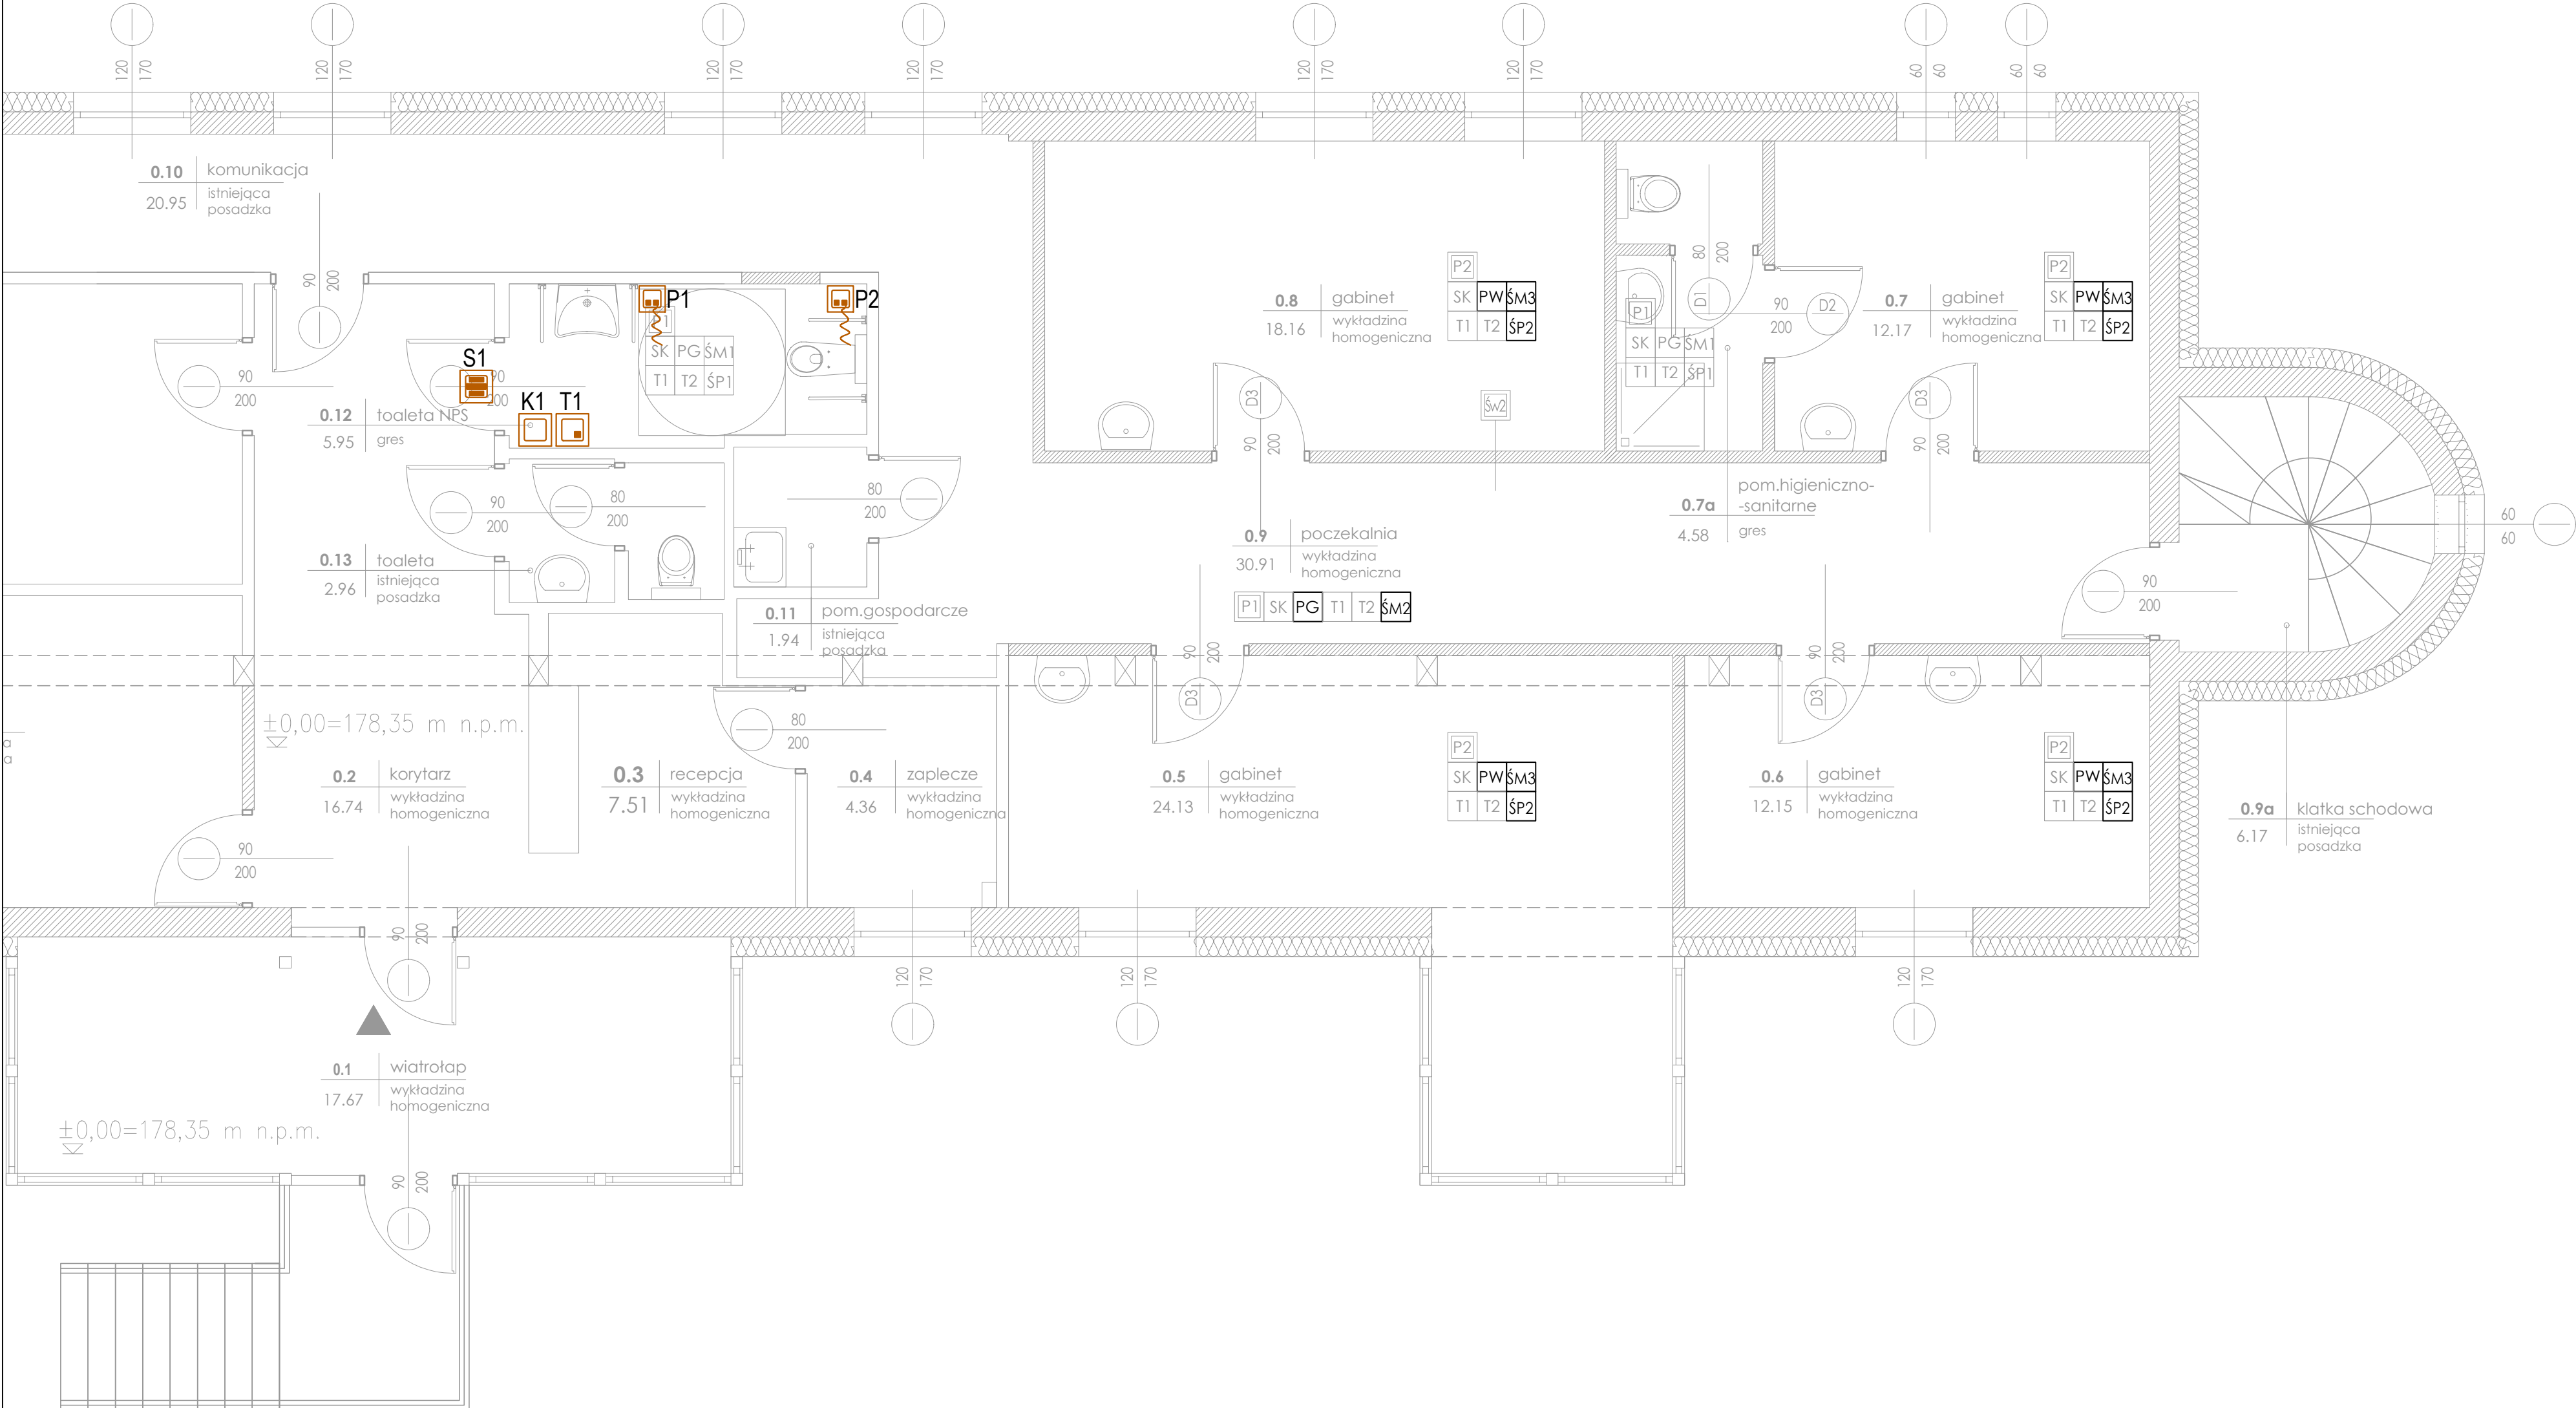 120 170
120 170
120 170
120 170
120 170
120 170
60 60
60 60
0.10 komunikacja
20.95 istniejąca
posadzka
90
200
P1
P2
P1
SK PG ŚM1
T1 T2 ŚP1
S1
90
200
90
200
K1 T1
0.12 toaleta NPS
5.95 gres
0.8 gabinet
18.16 wykładzina
homogeniczna
P2
SK PW ŚM3
T1 T2 ŚP2
Św2
D3
90
200
80
200
D1
P1
SK PG ŚM1
T1 T2 ŚP1
90
200
D2
0.7 gabinet
12.17 wykładzina
homogeniczna
P2
SK PW ŚM3
T1 T2 ŚP2
D3
90
200
90
200
80
200
80
200
0.13 toaleta
2.96 istniejąca
posadzka
0.11 pom.gospodarcze
1.94 istniejąca
posadzka
0.9 poczekalnia
30.91 wykładzina
homogeniczna
P1 SK PG T1 T2 ŚM2
0.7a pom.higieniczno-
-sanitarne
4.58 gres
60
60
90
200
±0,00=178,35 m n.p.m.
a
a
80
200
90
200
D3
90
200
D3
0.2 korytarz
16.74 wykładzina
homogeniczna
0.3 recepcja
7.51 wykładzina
homogeniczna
0.4 zaplecze
4.36 wykładzina
homogeniczna
0.5 gabinet
24.13 wykładzina
homogeniczna
P2
SK PW ŚM3
T1 T2 ŚP2
0.6 gabinet
12.15 wykładzina
homogeniczna
P2
SK PW ŚM3
T1 T2 ŚP2
0.9a klatka schodowa
6.17 istniejąca
posadzka
90
200
90
200
120 170
120 170
120 170
0.1 wiatrołap
17.67 wykładzina
homogeniczna
±0,00=178,35 m n.p.m.
90
200